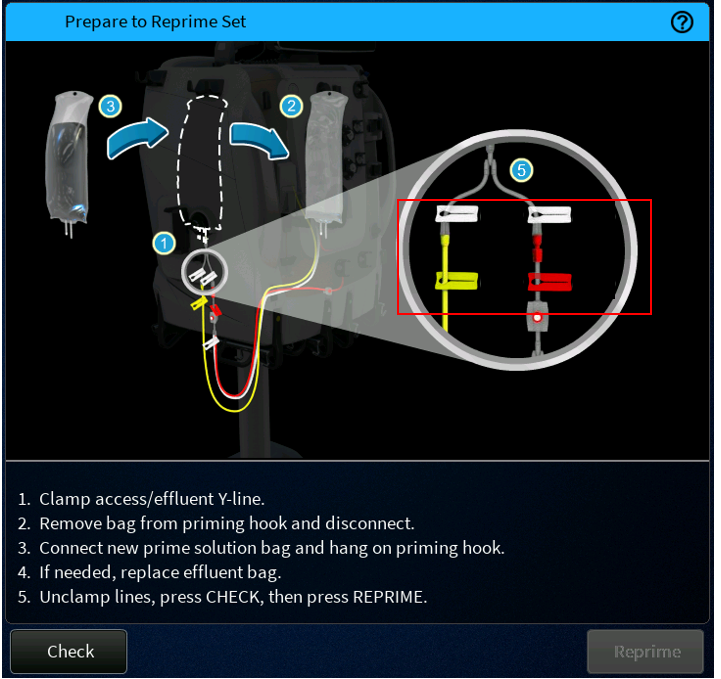 Prepare to Reprime Set
?
3
2
5
1
1. Clamp access/effluent Y-line.
2. Remove bag from priming hook and disconnect.
3. Connect new prime solution bag and hang on priming hook.
4. If needed, replace effluent bag.
5. Unclamp lines, press CHECK, then press REPRIME.
Check
Reprime